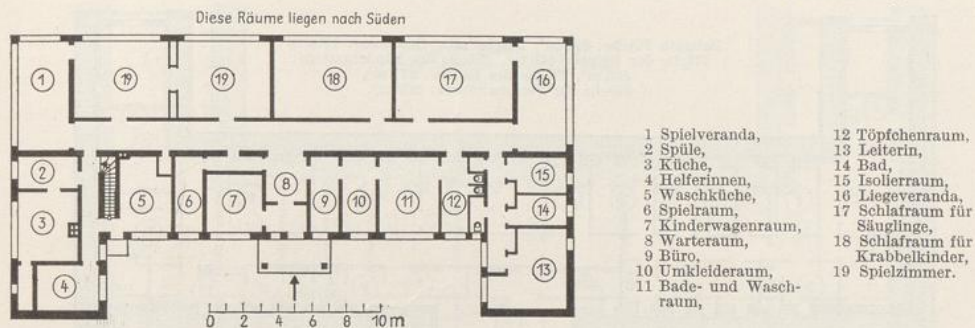 Diese Räume liegen nach Süden
1 19 19 18 17 16
2 3 4 5 6 7 8 9 10 11 12 13 14 15
0 2 4 6 8 10 m
1 Spielveranda,
2 Spüle,
3 Küche,
4 Helferinnen,
5 Waschküche,
6 Spielraum,
7 Kinderwagenraum,
8 Warteraum,
9 Büro,
10 Umkleideraum,
11 Bade- und Wasch-
raum,
12 Töpfchenraum,
13 Leiterin,
14 Bad,
15 Isolierraum,
16 Liegeveranda,
17 Schlafraum für
Säuglinge,
18 Schlafraum für
Krabbelkinder,
19 Spielzimmer.